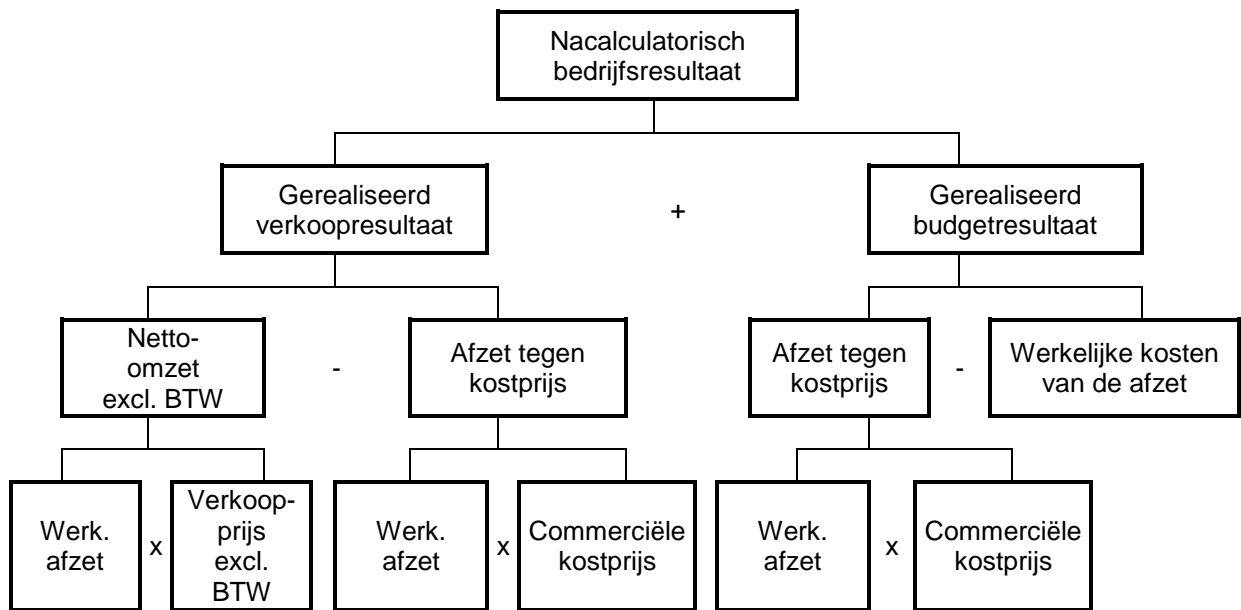 Nacalculatorisch
bedrijfsresultaat
Gerealiseerd
verkoopresultaat
+
Gerealiseerd
budgetresultaat
Netto-
omzet
excl. BTW
-
Afzet tegen
kostprijs
Afzet tegen
kostprijs
-
Werkelijke kosten
van de afzet
Werk.
afzet
x
Verkoop-
prijs
excl.
BTW
Werk.
afzet
x
Commerciële
kostprijs
Werk.
afzet
x
Commerciële
kostprijs